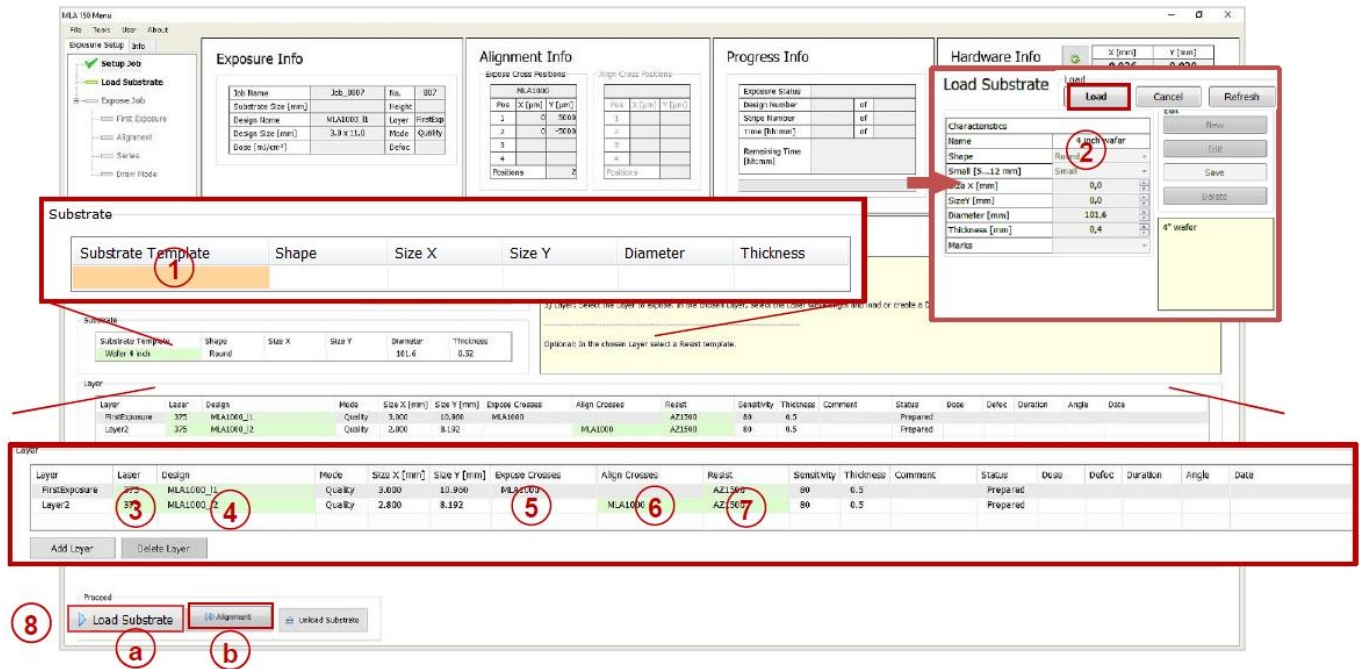 MLA 150 Menu
File Tools User About
Exposure Setup Info
Setup Job
Load Substrate
Expose Job
First Exposure
Alignment
Series
Draw Mode
Exposure Info
Job Name Job_0807 No. 807
Substrate Size [mm] Height
Design Name MLA1000_l1 Layer FirstExp
Design Size [mm] 3.0 x 11.0 Mode Quality
Dose [mJ/cm²] Defoc
Alignment Info
Expose Cross Positions Align Cross Positions
MLA1000
Pos X [µm] Y [µm] Pos X [µm] Y [µm]
1 0 5000 1
2 0 -5000 2
3 3
4 4
Positions 2 Positions
Progress Info
Exposure Status
Design Number of
Stripe Number of
Time [hh:mm]
Remaining Time
[hh:mm]
Hardware Info
X [mm] Y [mm]
Load Substrate Load
Load Cancel Refresh
Edit
Characteristics New
Name 4 inch wafer
2
Shape Round Edit
Small [5...12 mm] Small Save
Size X [mm] 0,0
SizeY [mm] 0,0 Delete
Diameter [mm] 101,6
Thickness [mm] 0,4 4" wafer
Marks
Substrate
Substrate Template Shape Size X Size Y Diameter Thickness
1
3) Layer: Select the Layer to expose. In the chosen Layer, select the Laser Wavelength and load or create a D
Optional: In the chosen Layer select a Resist template.
Substrate
Substrate Template Shape Size X Size Y Diameter Thickness
Wafer 4 inch Round 101.6 0.52
Layer
Layer Laser Design Mode Size X [mm] Size Y [mm] Expose Crosses Align Crosses Resist Sensitivity Thickness Comment Status Dose Defoc Duration Angle Date
FirstExposure 375 MLA1000_l1 Quality 3.000 10.960 MLA1000 AZ1500 80 0.5 Prepared
Layer2 375 MLA1000_l2 Quality 2.800 8.192 MLA1000 AZ1500 80 0.5 Prepared
Layer
Layer Laser Design Mode Size X [mm] Size Y [mm] Expose Crosses Align Crosses Resist Sensitivity Thickness Comment Status Dose Defoc Duration Angle Date
FirstExposure 375 MLA1000_l1 Quality 3.000 10.960 MLA1000 AZ1500 80 0.5 Prepared
Layer2 375 MLA1000_l2 Quality 2.800 8.192 MLA1000 AZ1500 80 0.5 Prepared
3 4 5 6 7
Add Layer Delete Layer
Proceed
8 Load Substrate Alignment Unload Substrate
a b